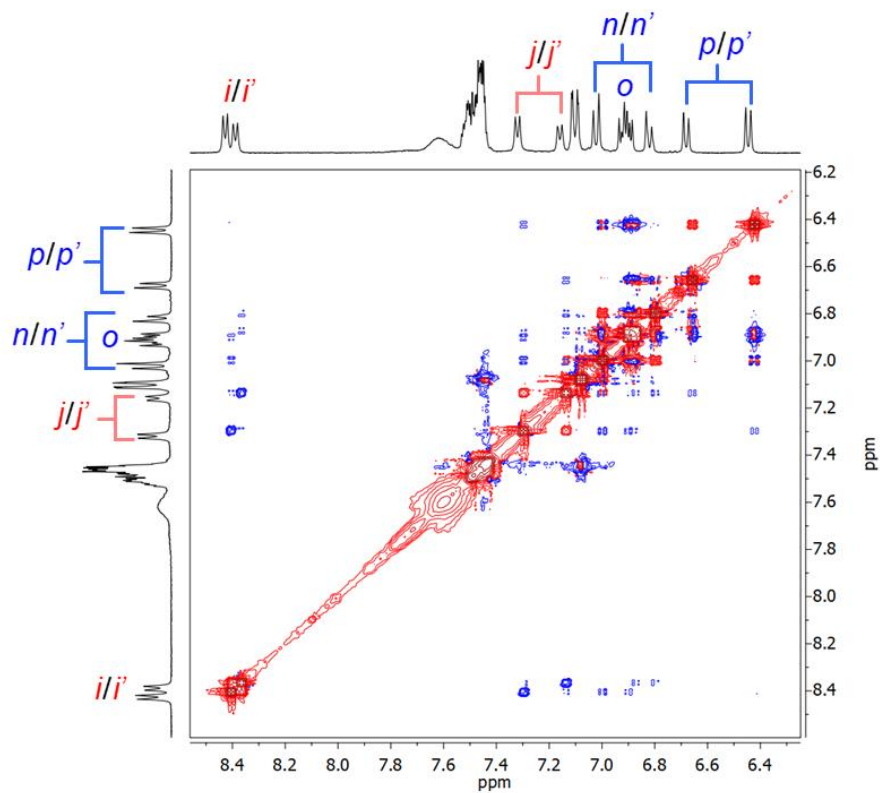 n/n’
p/p’
j/j’
i/i’
o
6.2
p/p’
6.4
6.6
n/n’
o
6.8
7.0
j/j’
7.2
7.4
7.6
7.8
8.0
8.2
i/i’
8.4
ppm
8.4 8.2 8.0 7.8 7.6 7.4 7.2 7.0 6.8 6.6 6.4
ppm